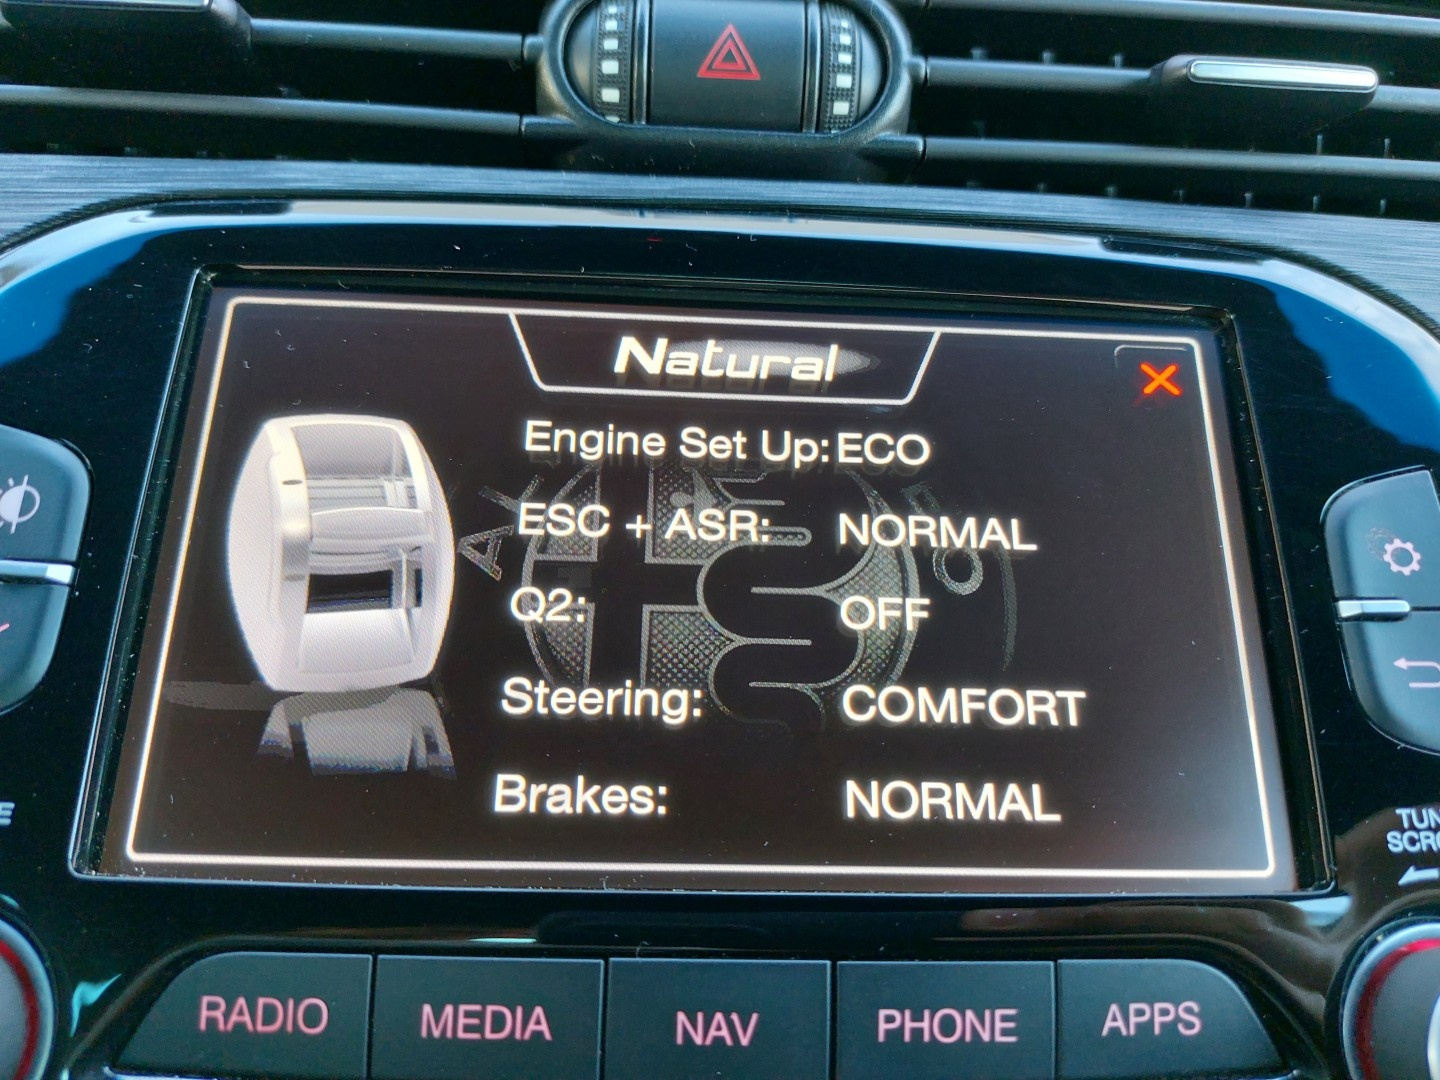 Natural
Engine Set Up: ECO
ESC + ASR: NORMAL
Q2: OFF
Steering: COMFORT
Brakes: NORMAL
RADIO MEDIA NAV PHONE APPS